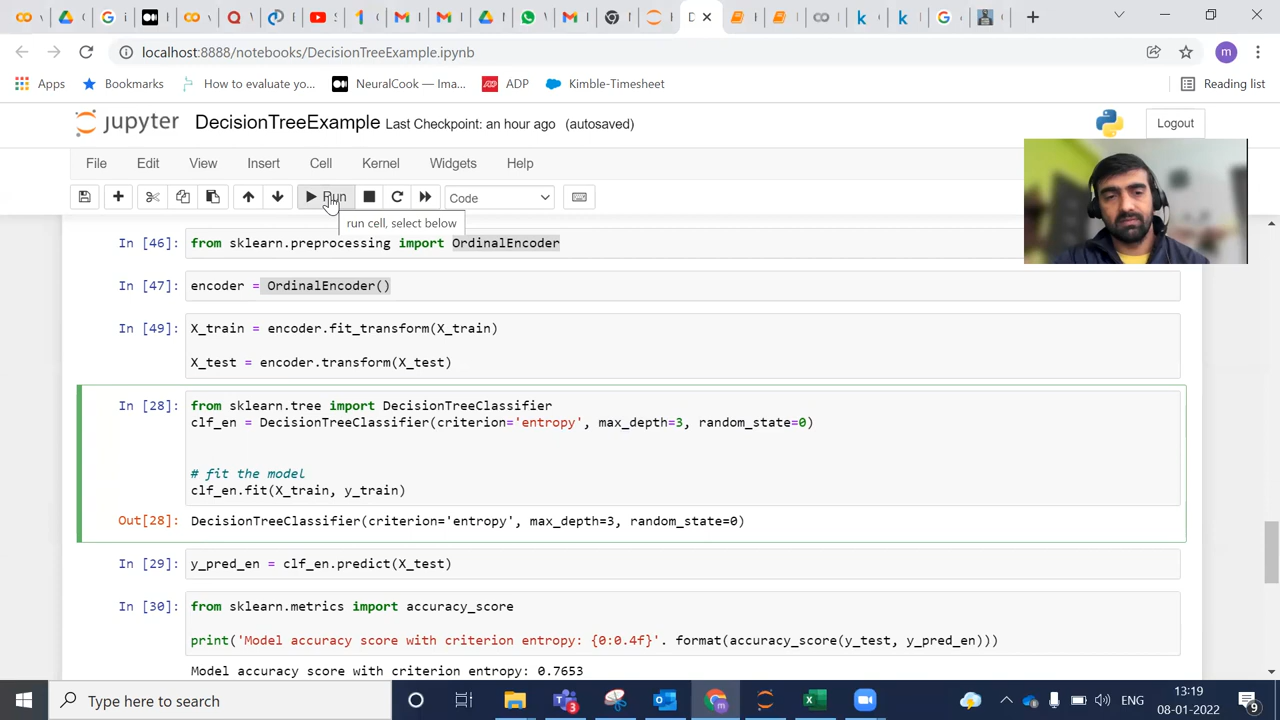 localhost:8888/notebooks/DecisionTreeExample.ipynb
m
Apps
Bookmarks
How to evaluate you...
NeuralCook — Ima...
ADP
Kimble-Timesheet
Reading list
jupyter
DecisionTreeExample
Last Checkpoint: an hour ago
(autosaved)
Logout
File
Edit
View
Insert
Cell
Kernel
Widgets
Help
Run
Code
run cell, select below
In [46]:
from sklearn.preprocessing import OrdinalEncoder
In [47]:
encoder = OrdinalEncoder()
In [49]:
X_train = encoder.fit_transform(X_train)
X_test = encoder.transform(X_test)
In [28]:
from sklearn.tree import DecisionTreeClassifier
clf_en = DecisionTreeClassifier(criterion='entropy', max_depth=3, random_state=0)
# fit the model
clf_en.fit(X_train, y_train)
Out[28]:
DecisionTreeClassifier(criterion='entropy', max_depth=3, random_state=0)
In [29]:
y_pred_en = clf_en.predict(X_test)
In [30]:
from sklearn.metrics import accuracy_score
print('Model accuracy score with criterion entropy: {0:0.4f}'. format(accuracy_score(y_test, y_pred_en)))
Model accuracy score with criterion entropy: 0.7653
Type here to search
ENG
13:19
08-01-2022
9